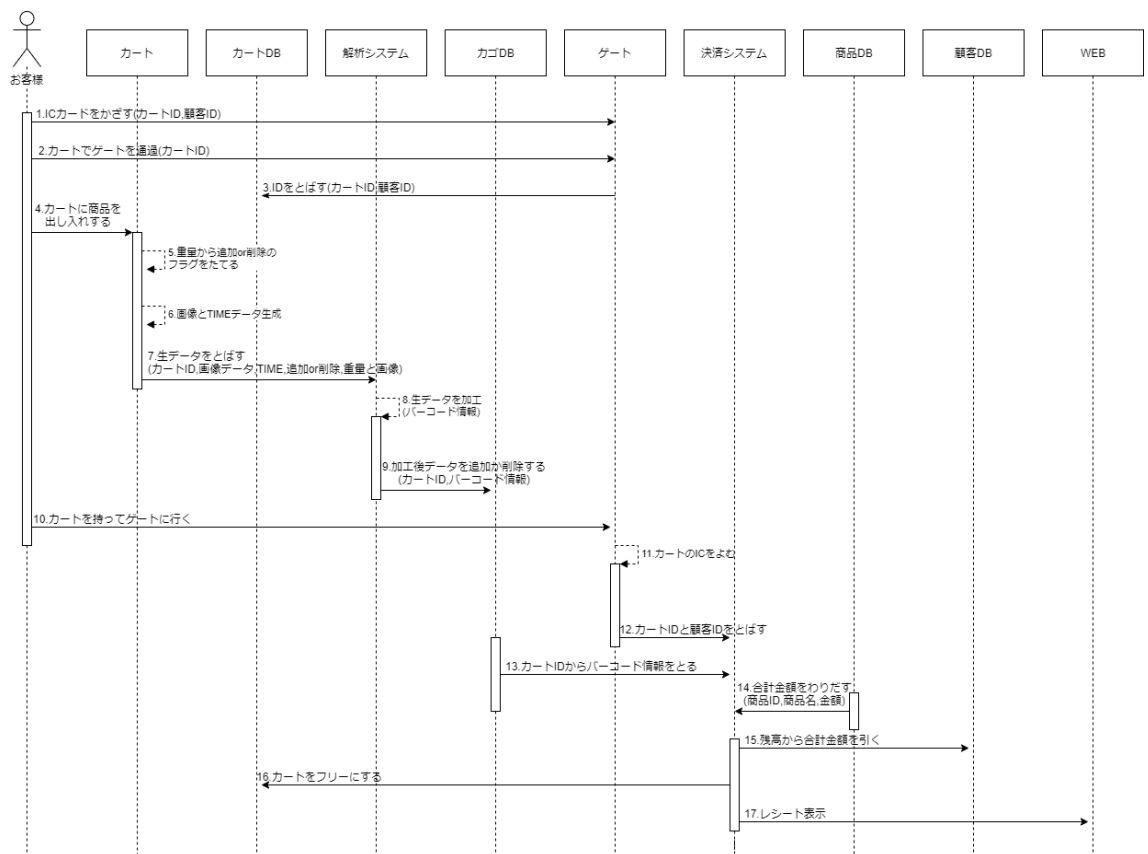 お客様
カート
カートDB
解析システム
カゴDB
ゲート
決済システム
商品DB
顧客DB
WEB
1.ICカードをかざす(カートID,顧客ID)
2.カートでゲートを通過(カートID)
3.IDをとばす(カートID,顧客ID)
4.カートに商品を
出し入れする
5.重量から追加or削除の
フラグをたてる
6.画像とTIMEデータ生成
7.生データをとばす
(カートID,画像データ,TIME,追加or削除,重量と画像)
8.生データを加工
(バーコード情報)
9.加工後データを追加か削除する
(カートID,バーコード情報)
10.カートを持ってゲートに行く
11.カートのICをよむ
12.カートIDと顧客IDをとばす
13.カートIDからバーコード情報をとる
14.合計金額をわりだす
(商品ID,商品名,金額)
15.残高から合計金額を引く
16.カートをフリーにする
17.レシート表示